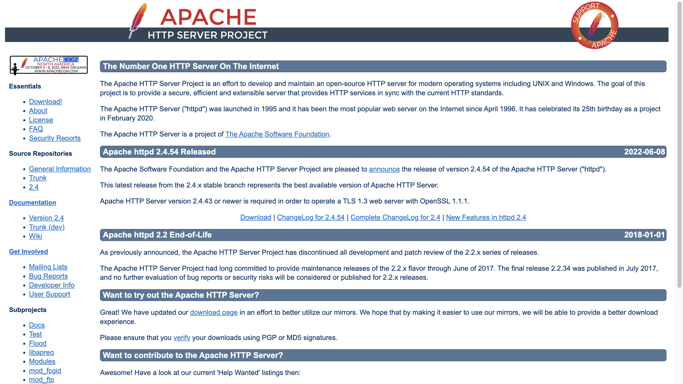 APACHE
HTTP SERVER PROJECT
SUPPORT
APACHE
APACHECON
NORTH AMERICA
OCTOBER 3 - 6, 2022, NEW ORLEANS
WWW.APACHECON.COM
Essentials
Download!
About
License
FAQ
Security Reports
Source Repositories
General Information
Trunk
2.4
Documentation
Version 2.4
Trunk (dev)
Wiki
Get Involved
Mailing Lists
Bug Reports
Developer Info
User Support
Subprojects
Docs
Test
Flood
libapreq
Modules
mod_fcgid
mod_ftp
The Number One HTTP Server On The Internet
The Apache HTTP Server Project is an effort to develop and maintain an open-source HTTP server for modern operating systems including UNIX and Windows. The goal of
this project is to provide a secure, efficient and extensible server that provides HTTP services in sync with the current HTTP standards.
The Apache HTTP Server ("httpd") was launched in 1995 and it has been the most popular web server on the Internet since April 1996. It has celebrated its 25th birthday as a project
in February 2020.
The Apache HTTP Server is a project of The Apache Software Foundation.
Apache httpd 2.4.54 Released 2022-06-08
The Apache Software Foundation and the Apache HTTP Server Project are pleased to announce the release of version 2.4.54 of the Apache HTTP Server ("httpd").
This latest release from the 2.4.x stable branch represents the best available version of Apache HTTP Server.
Apache HTTP Server version 2.4.43 or newer is required in order to operate a TLS 1.3 web server with OpenSSL 1.1.1.
Download | ChangeLog for 2.4.54 | Complete ChangeLog for 2.4 | New Features in httpd 2.4
Apache httpd 2.2 End-of-Life 2018-01-01
As previously announced, the Apache HTTP Server Project has discontinued all development and patch review of the 2.2.x series of releases.
The Apache HTTP Server Project had long committed to provide maintenance releases of the 2.2.x flavor through June of 2017. The final release 2.2.34 was published in July 2017,
and no further evaluation of bug reports or security risks will be considered or published for 2.2.x releases.
Want to try out the Apache HTTP Server?
Great! We have updated our download page in an effort to better utilize our mirrors. We hope that by making it easier to use our mirrors, we will be able to provide a better download
experience.
Please ensure that you verify your downloads using PGP or MD5 signatures.
Want to contribute to the Apache HTTP Server?
Awesome! Have a look at our current 'Help Wanted' listings then: